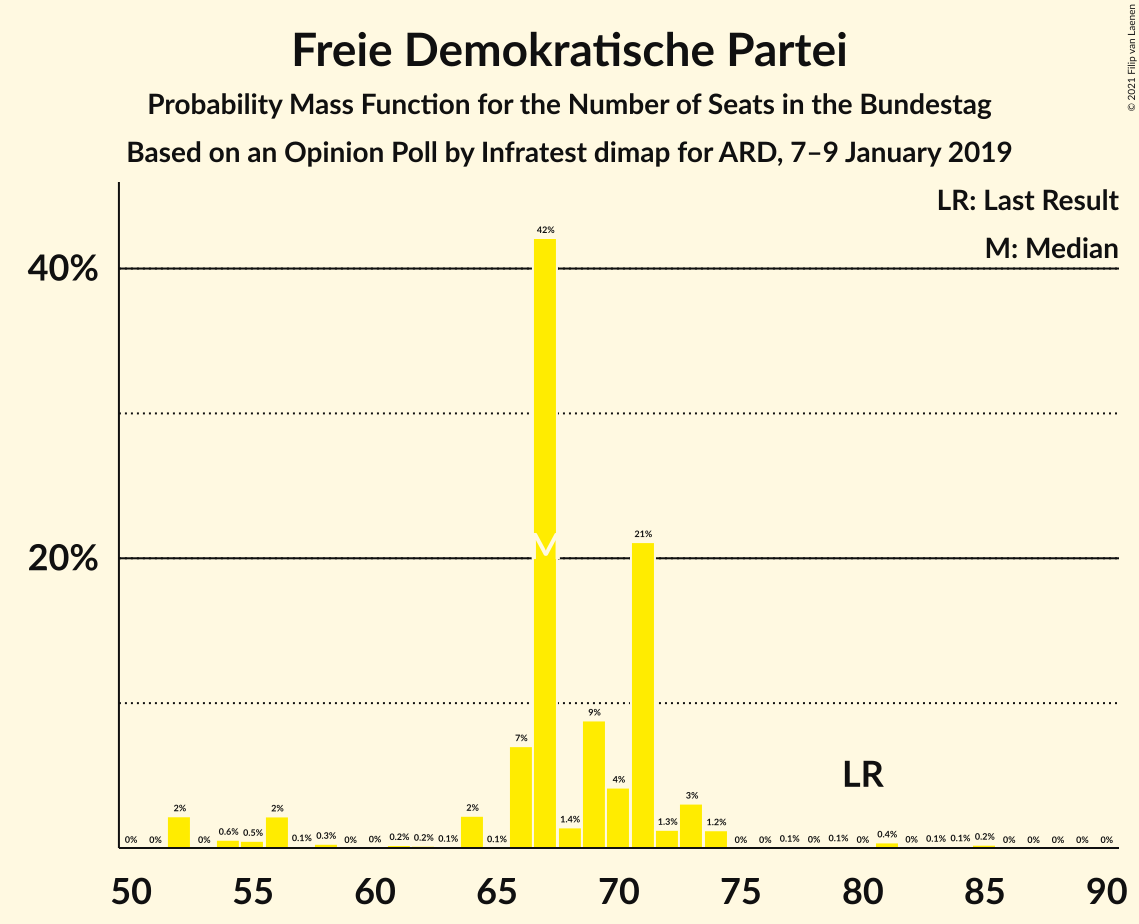 Freie Demokratische Partei
Probability Mass Function for the Number of Seats in the Bundestag
Based on an Opinion Poll by Infratest dimap for ARD, 7–9 January 2019
© 2021 Filip van Laenen
LR: Last Result
M: Median
40%
20%
42%
M
21%
9%
7%
4%
LR
2% 2% 2% 3%
0% 0% 0% 0.6% 0.5% 0.1% 0.3% 0% 0% 0.2% 0.2% 0.1% 0.1% 1.4% 1.3% 1.2% 0% 0% 0.1% 0% 0.1% 0% 0.4% 0% 0.1% 0.1% 0.2% 0% 0% 0% 0% 0%
50 55 60 65 70 75 80 85 90